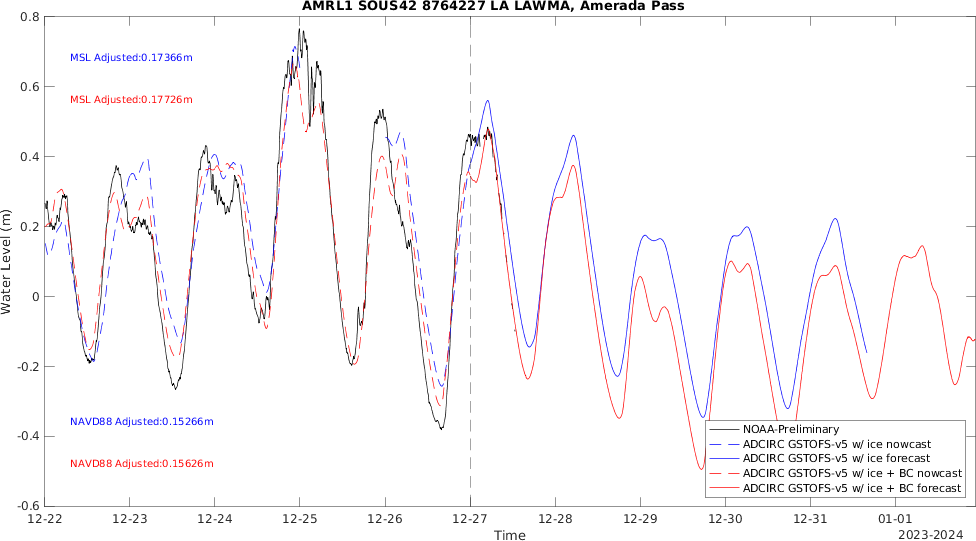 AMRL1 SOUS42 8764227 LA LAWMA, Amerada Pass
0.8
0.6
0.4
0.2
0
-0.2
-0.4
-0.6
Water Level (m)
MSL Adjusted:0.17366m
MSL Adjusted:0.17726m
NAVD88 Adjusted:0.15266m
NAVD88 Adjusted:0.15626m
NOAA-Preliminary
ADCIRC GSTOFS-v5 w/ ice nowcast
ADCIRC GSTOFS-v5 w/ ice forecast
ADCIRC GSTOFS-v5 w/ ice + BC nowcast
ADCIRC GSTOFS-v5 w/ ice + BC forecast
12-22 12-23 12-24 12-25 12-26 12-27 12-28 12-29 12-30 12-31 01-01
Time
2023-2024